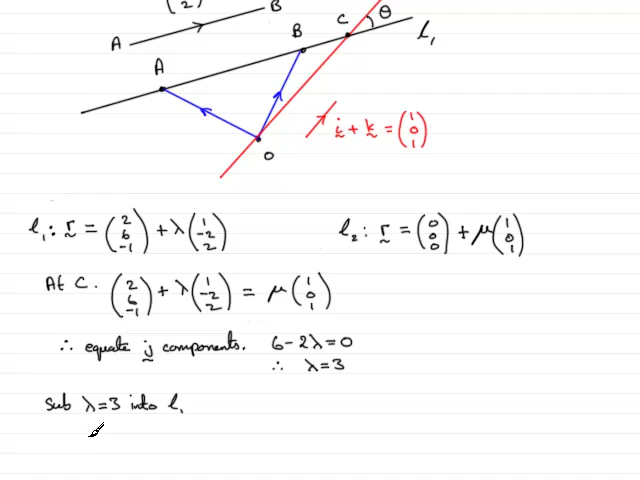 2)
A
B
A
B
C
θ
l₁
O
i + k = (1 0 1)
l₁ : r = (2 6 -1) + λ(1 -2 2)
l₂ : r = (0 0 0) + μ(1 0 1)
At C. (2 6 -1) + λ(1 -2 2) = μ(1 0 1)
∴ equate j components. 6 - 2λ = 0
∴ λ = 3
Sub λ = 3 into l₁